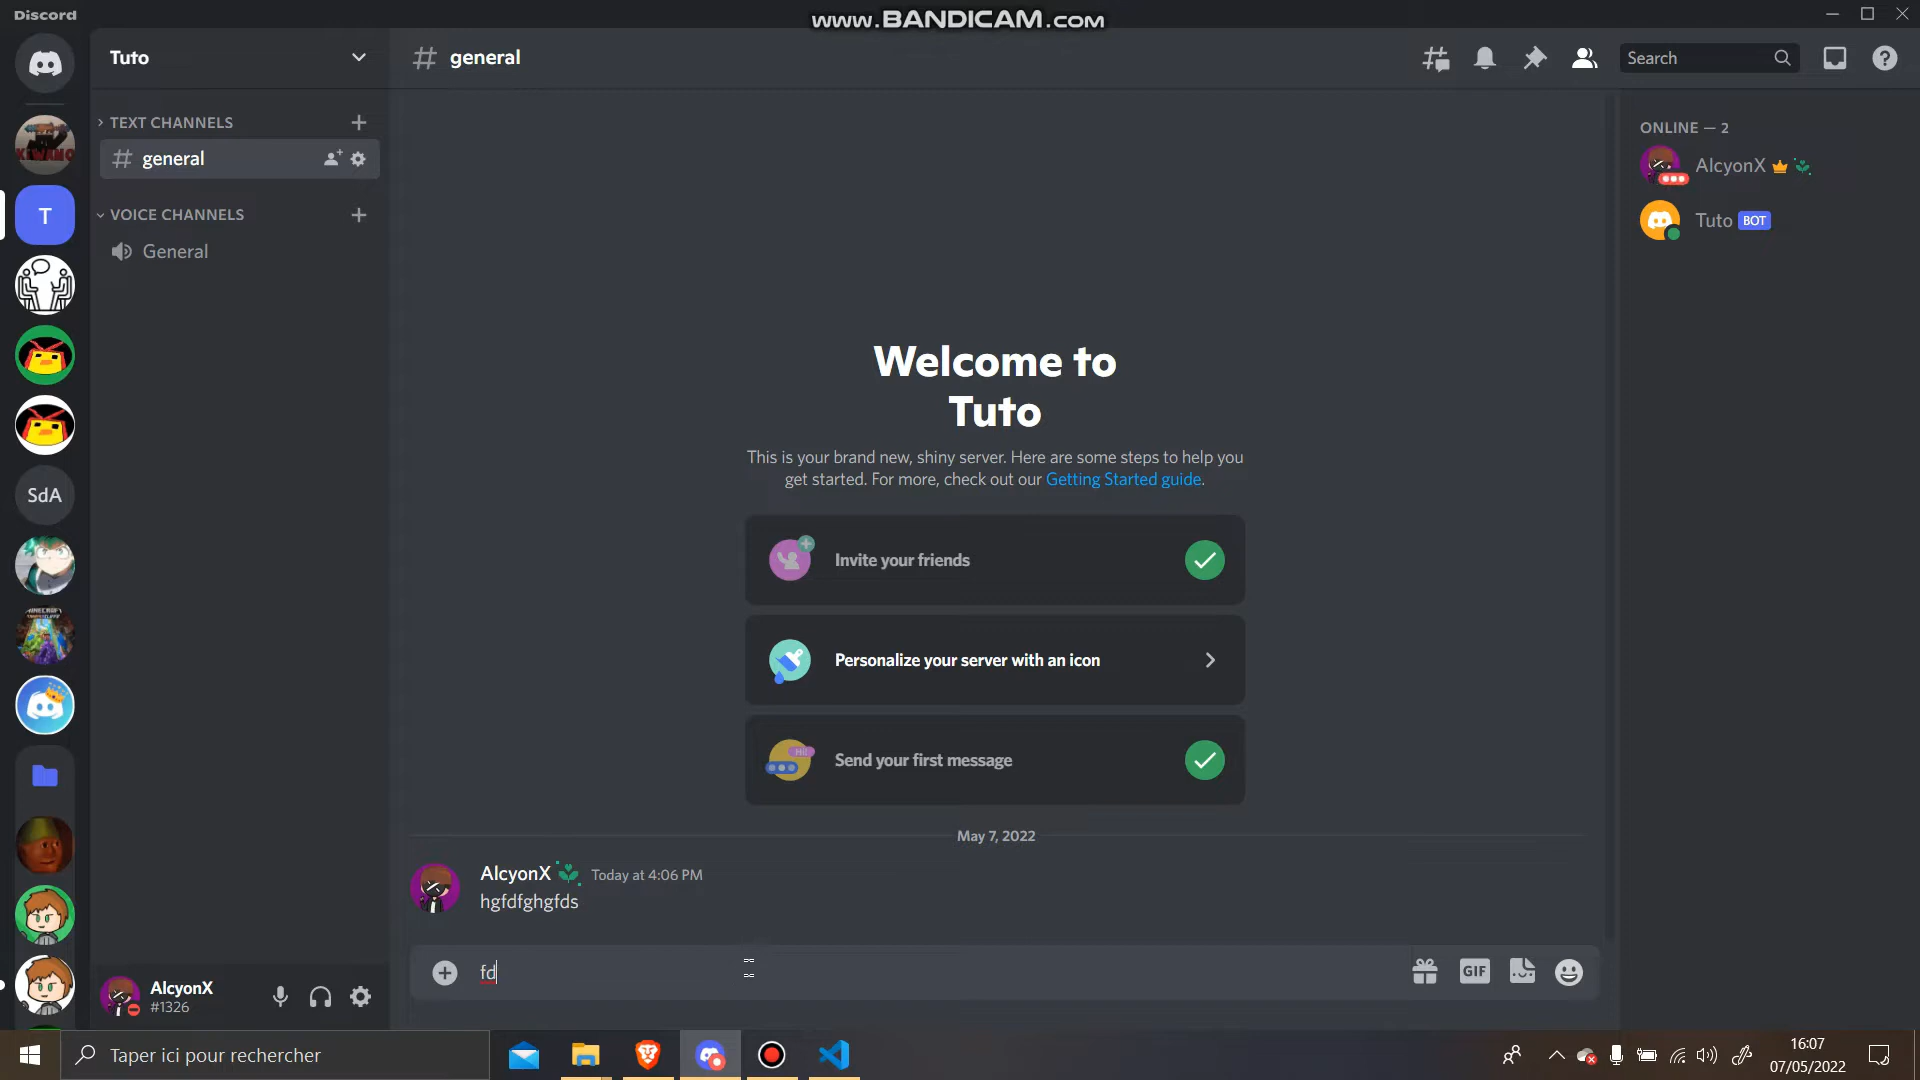 Discord
www.BANDICAM.com
Tuto
general
Search
TEXT CHANNELS
general
VOICE CHANNELS
General
T
SdA
KIWANO
MINECRAFT
Welcome to
Tuto
This is your brand new, shiny server. Here are some steps to help you
get started. For more, check out our Getting Started guide.
Invite your friends
Personalize your server with an icon
Hi!
Send your first message
May 7, 2022
AlcyonX Today at 4:06 PM
hgfdfghgfds
fd
GIF
ONLINE — 2
AlcyonX
Tuto BOT
AlcyonX
#1326
Taper ici pour rechercher
16:07
07/05/2022